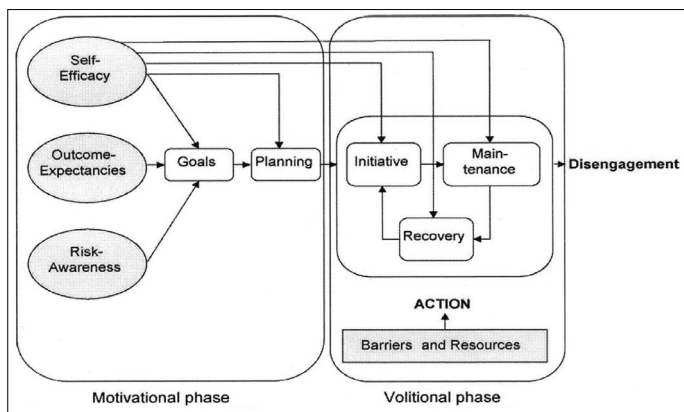 Self-
Efficacy
Outcome-
Expectancies
Goals
Planning
Initiative
Main-
tenance
Disengagement
Risk-
Awareness
Recovery
ACTION
Barriers and Resources
Motivational phase
Volitional phase